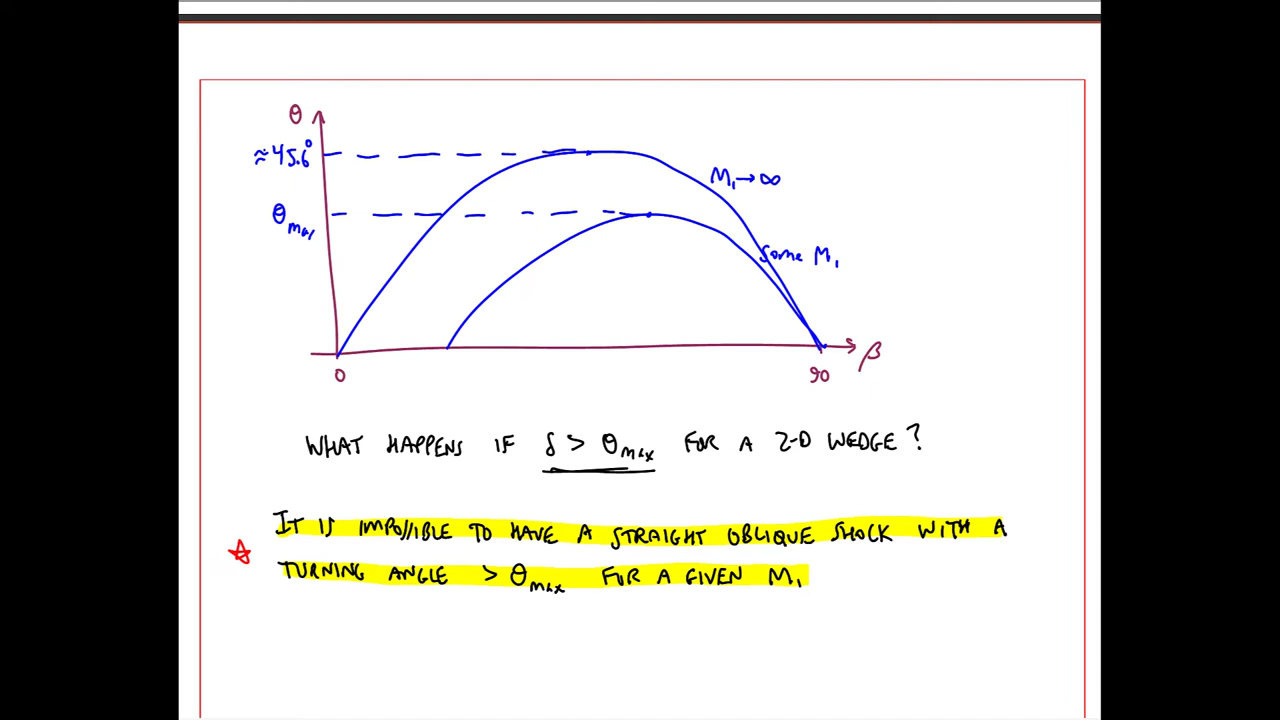 θ
≈45.6°
M₁→∞
θmax
Some M₁
β
0
90
WHAT HAPPENS IF δ > θmax FOR A 2-D WEDGE?
IT IS IMPOSSIBLE TO HAVE A STRAIGHT OBLIQUE SHOCK WITH A
TURNING ANGLE > θmax FOR A GIVEN M₁